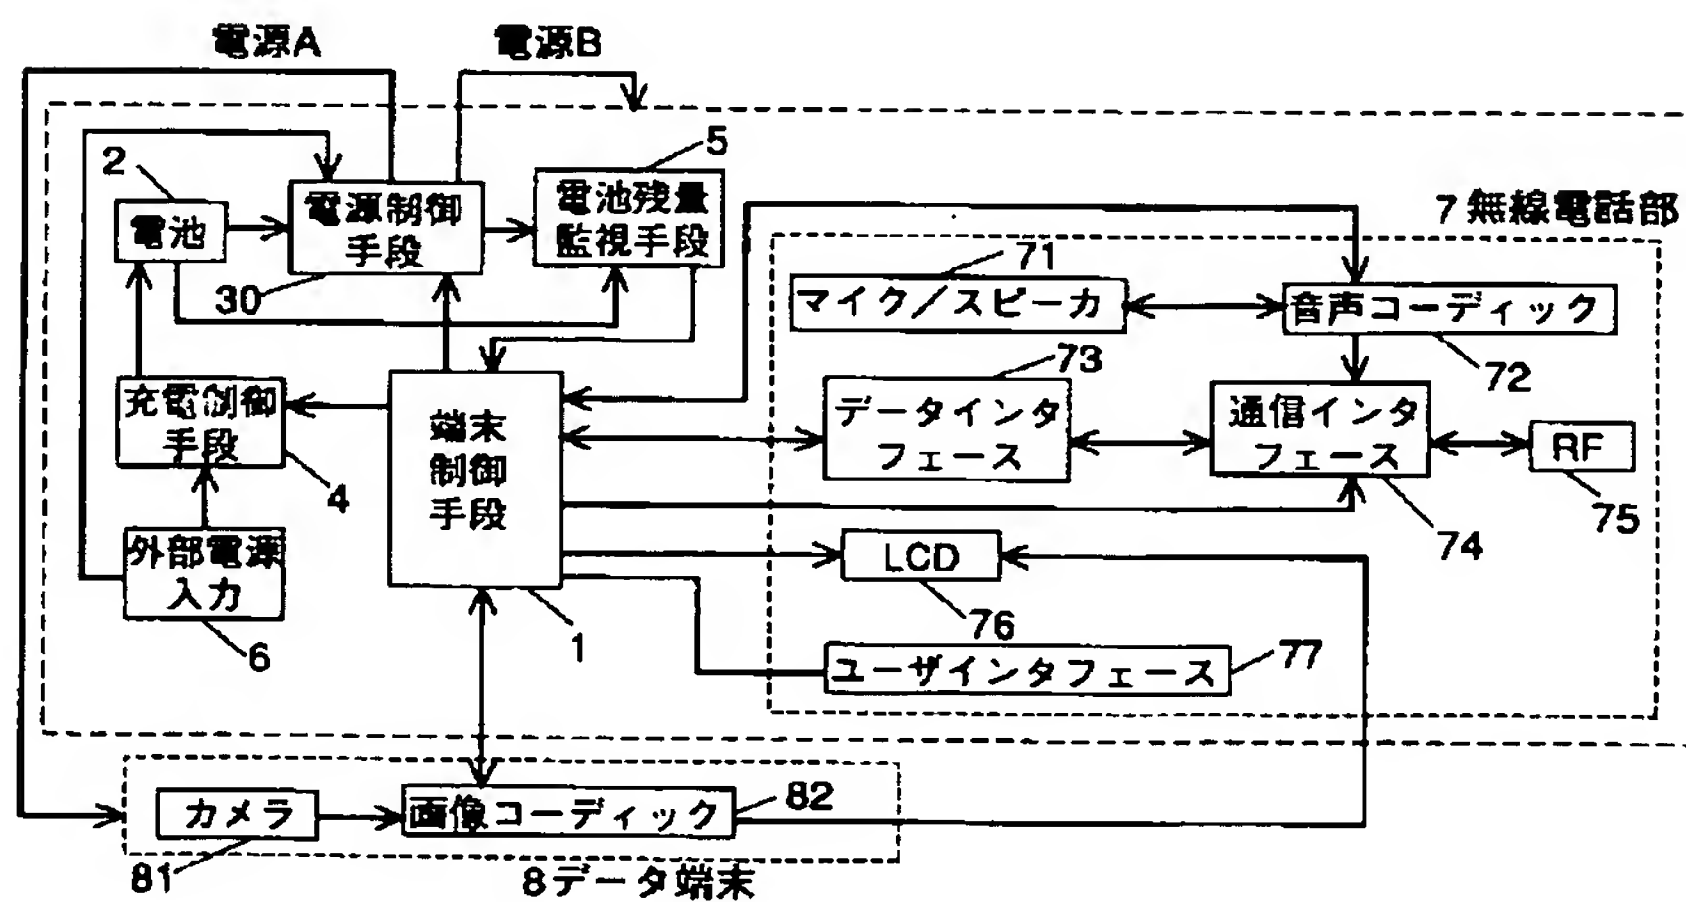 電源A
電源B
2
電池
電源制御
手段
30
5
電池残量
監視手段
7無線電話部
71
マイク/スピーカ
音声コーディック
72
73
データインタ
フェース
通信インタ
フェース
74
RF
75
充電制御
手段
4
端末
制御
手段
1
外部電源
入力
6
LCD
76
ユーザインタフェース
77
カメラ
81
画像コーディック
82
8データ端末